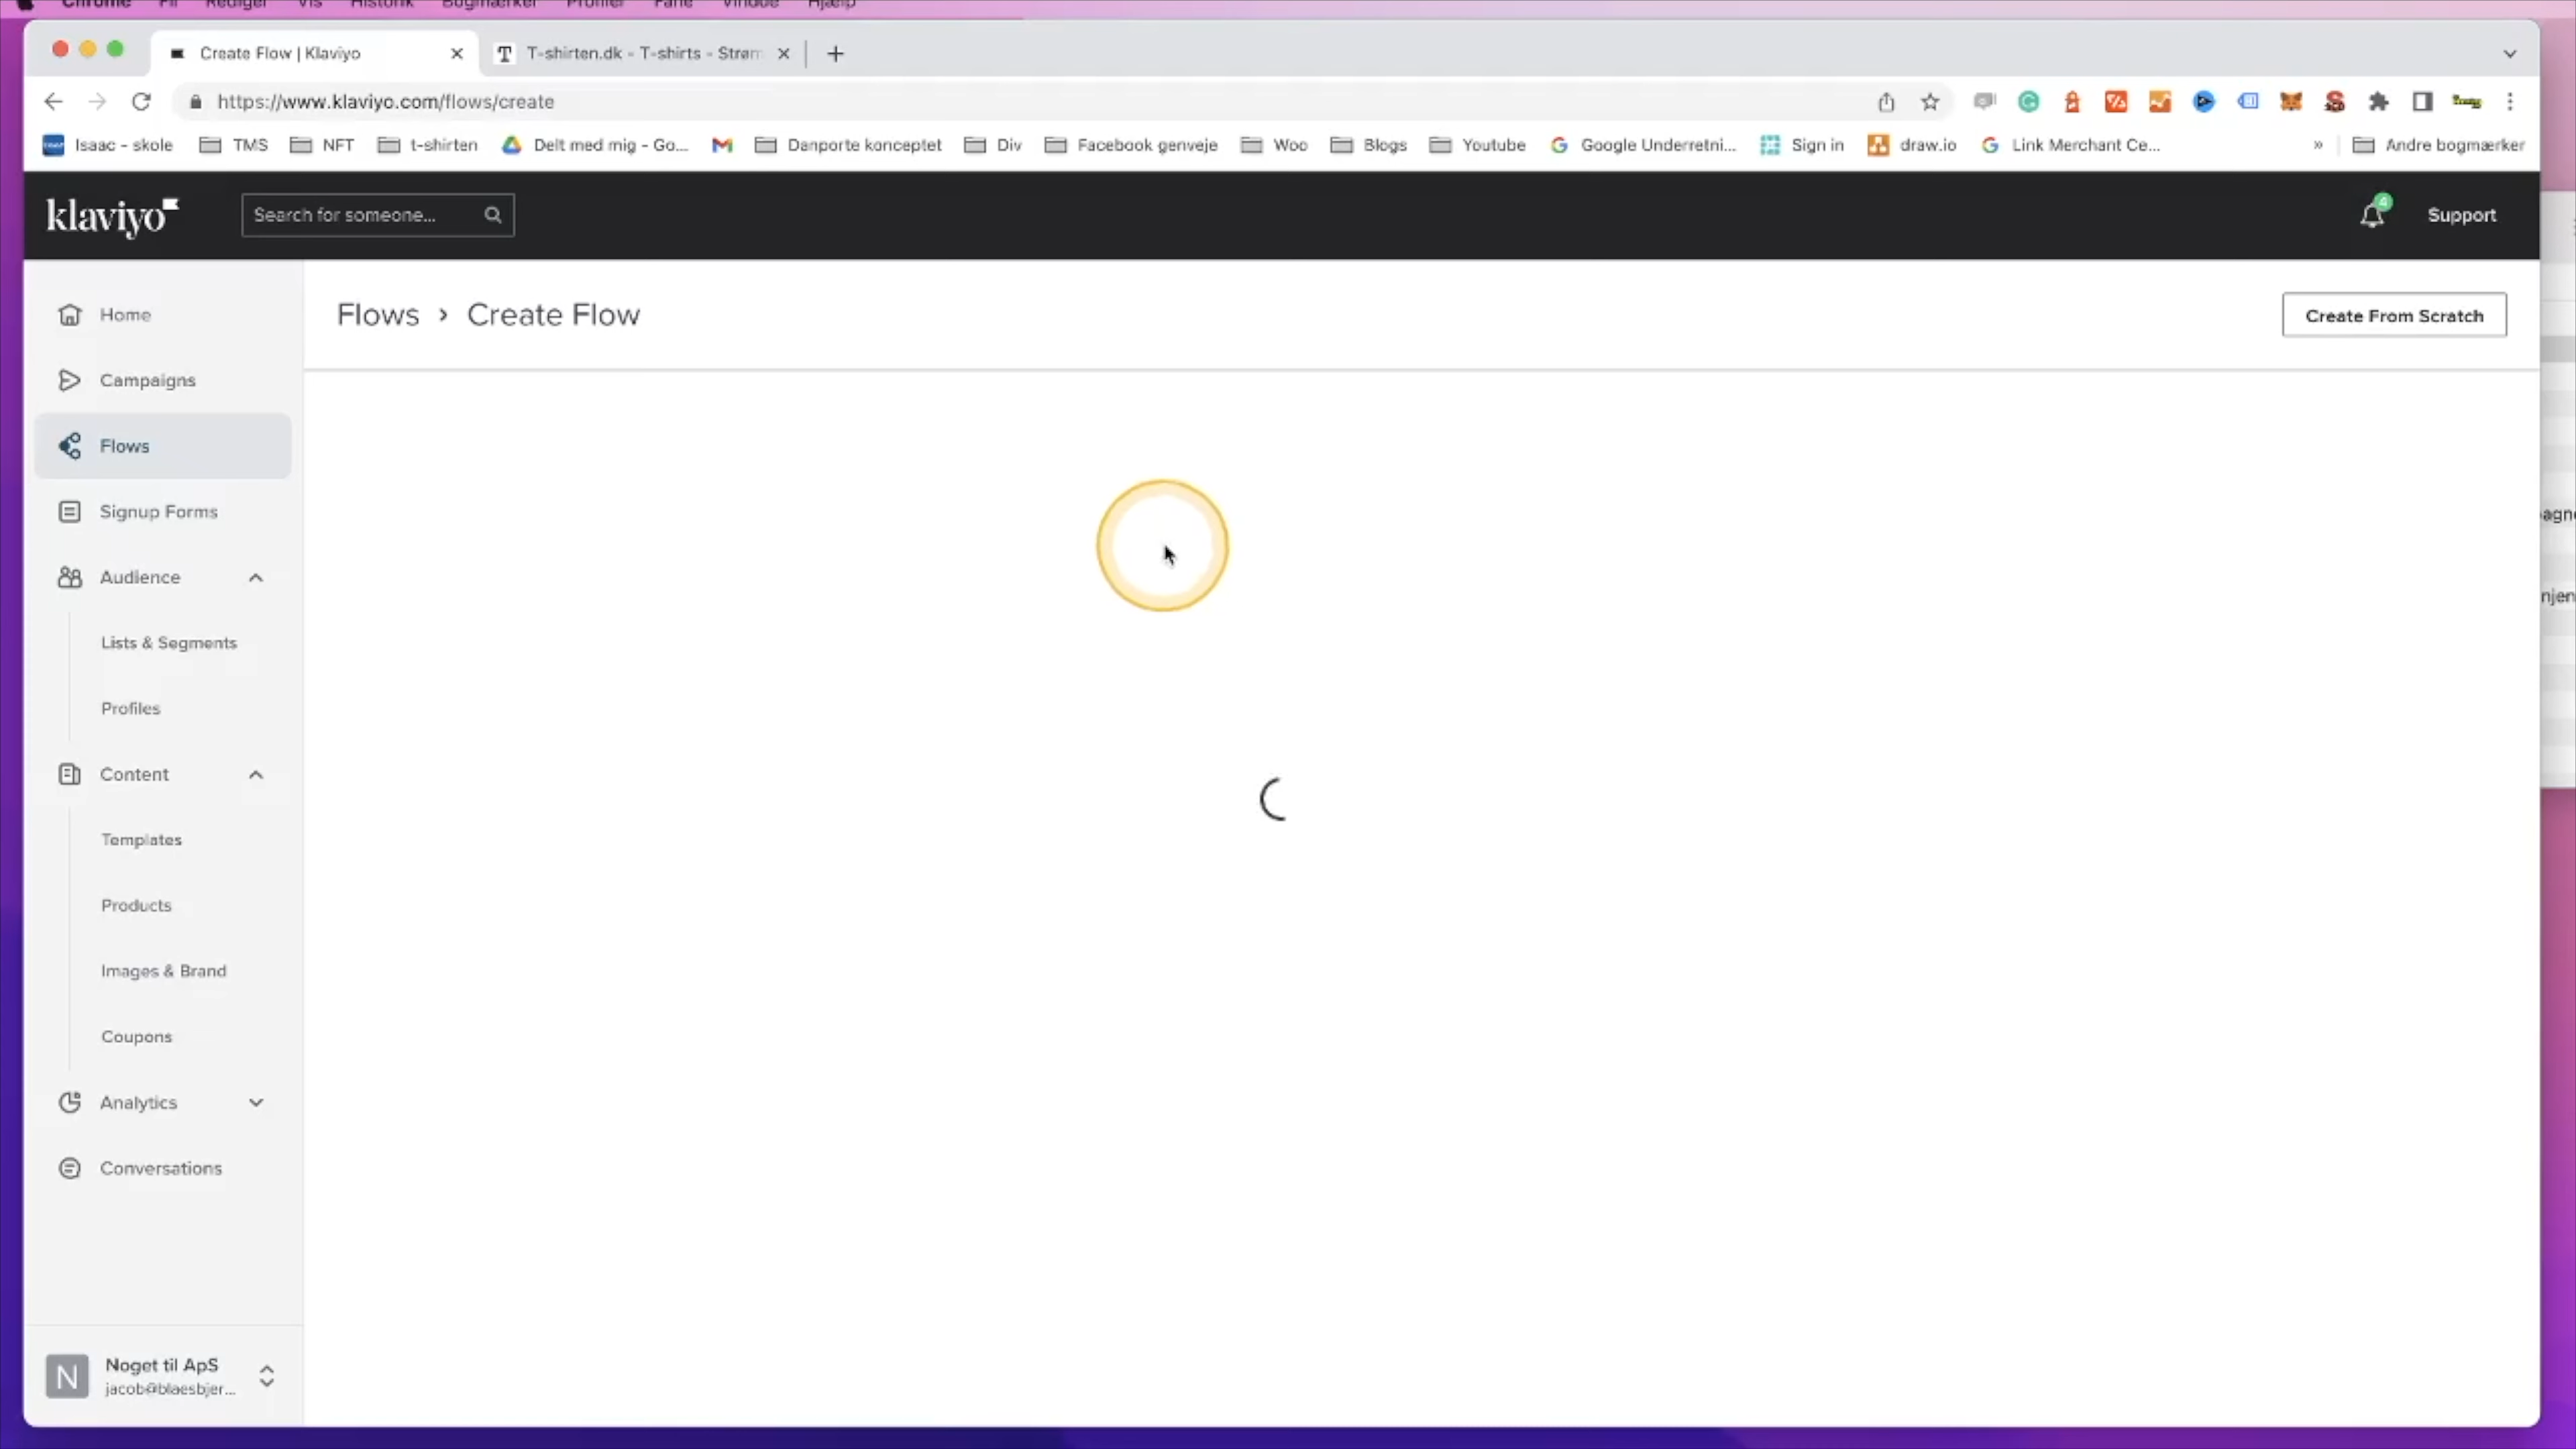 Chrome Fil Rediger Vis Historik Bogmærker Profiler Fane Vindue Hjælp
Create Flow | Klaviyo
T-shirten.dk - T-shirts - Strøm
https://www.klaviyo.com/flows/create
Isaac - skole TMS NFT t-shirten Delt med mig - Go... Danporte konceptet Div Facebook genveje Woo Blogs Youtube Google Underretni... Sign in draw.io Link Merchant Ce... » Andre bogmærker
klaviyo
Search for someone...
4
Support
Flows › Create Flow
Create From Scratch
Home
Campaigns
Flows
Signup Forms
Audience
Lists & Segments
Profiles
Content
Templates
Products
Images & Brand
Coupons
Analytics
Conversations
N
Noget til ApS
jacob@blaesbjer...
agn
njen